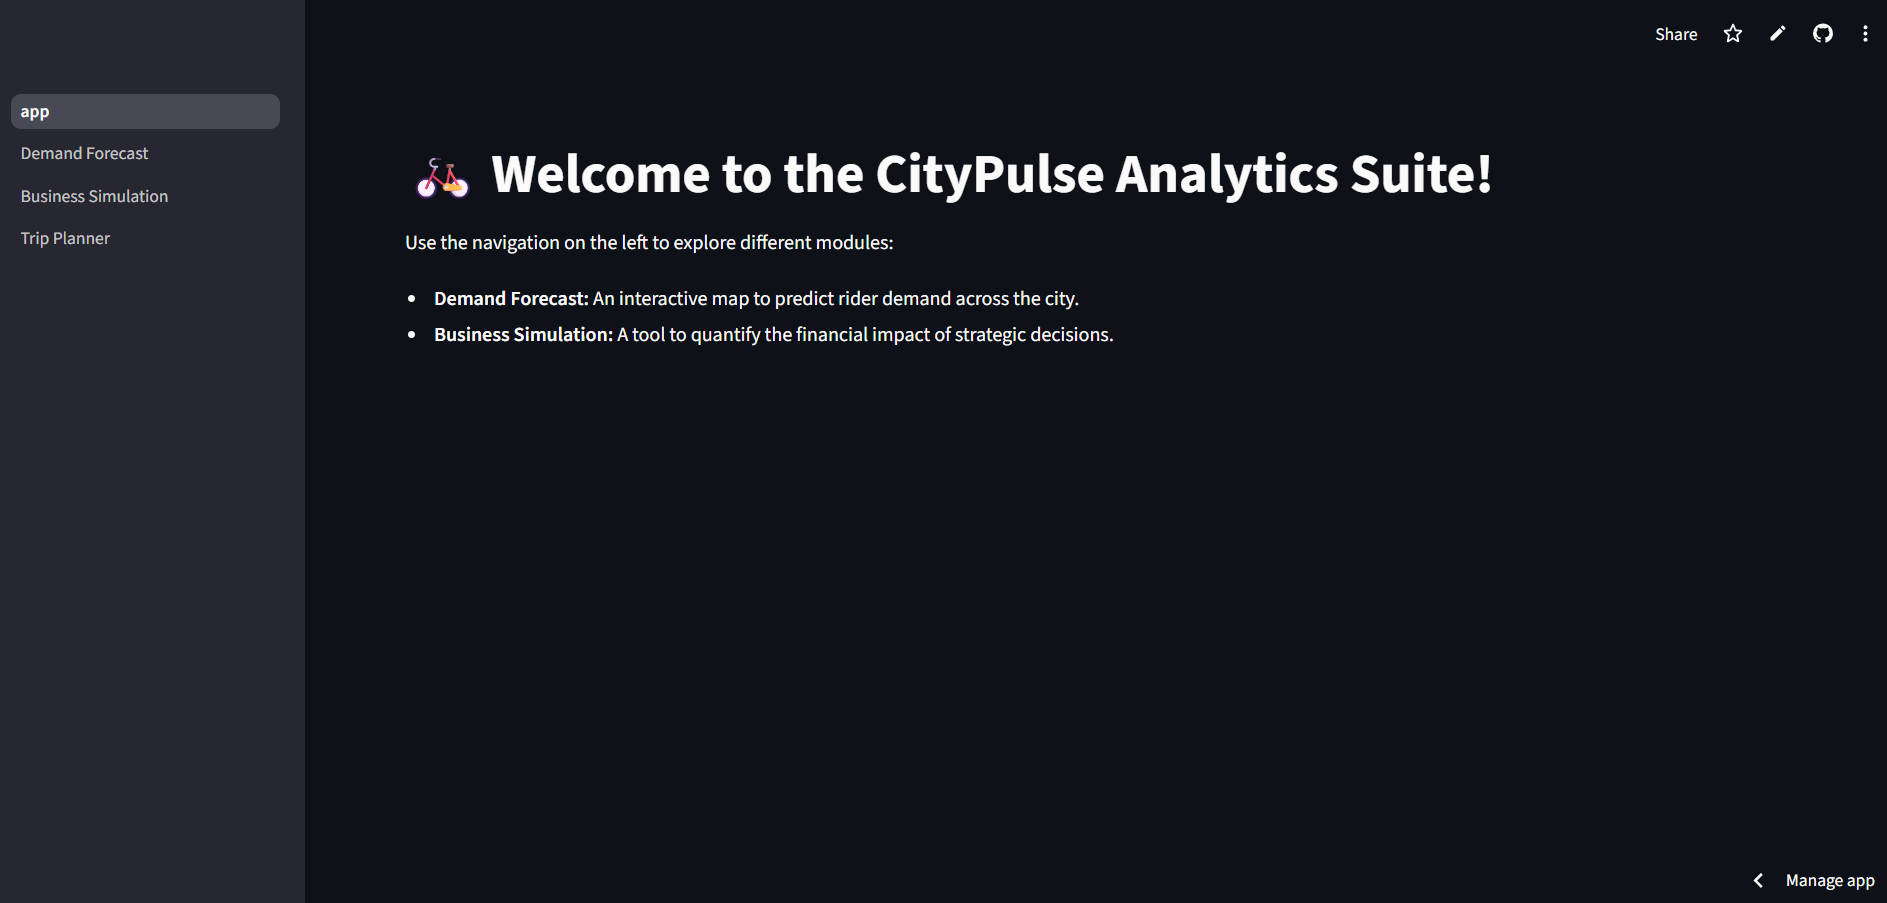 Share
app
Demand Forecast
Business Simulation
Trip Planner
Welcome to the CityPulse Analytics Suite!
Use the navigation on the left to explore different modules:
Demand Forecast: An interactive map to predict rider demand across the city.
Business Simulation: A tool to quantify the financial impact of strategic decisions.
Manage app